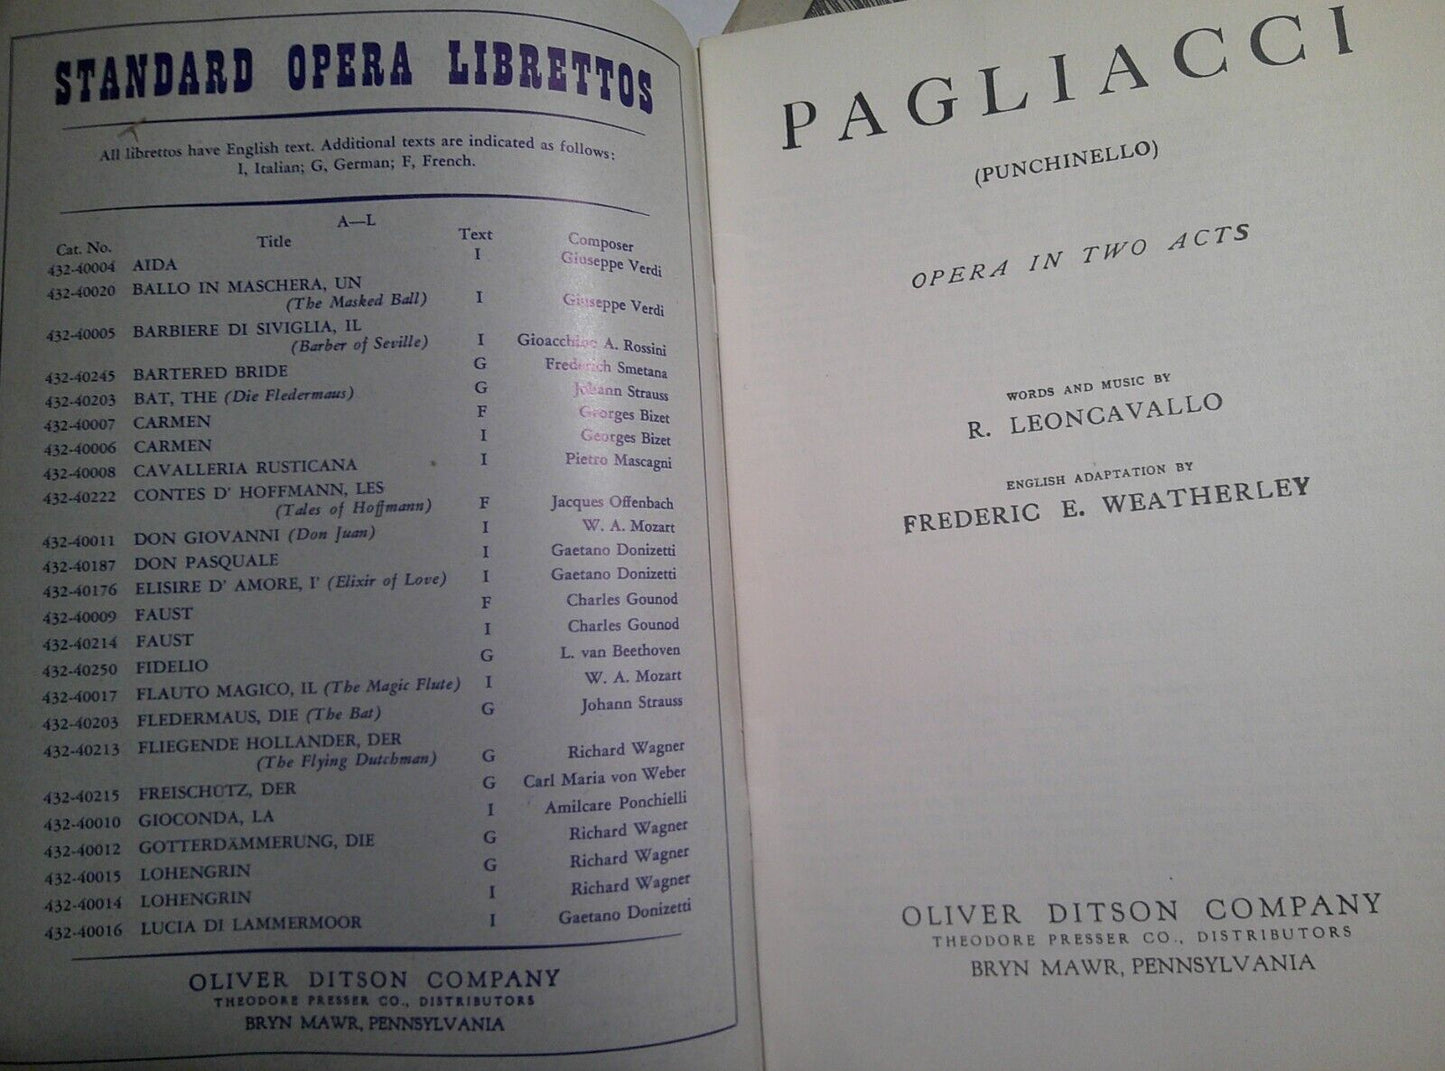 STANDARD OPERA LIBRETTOS
All librettos have English text. Additional texts are indicated as follows:
I, Italian; G, German; F, French.
A—L
Cat. No. Title Text Composer
432-40004 AIDA I Giuseppe Verdi
432-40020 BALLO IN MASCHERA, UN
(The Masked Ball) I Giuseppe Verdi
432-40005 BARBIERE DI SIVIGLIA, IL
(Barber of Seville) I Gioacchino A. Rossini
432-40245 BARTERED BRIDE G Frederich Smetana
432-40203 BAT, THE (Die Fledermaus) G Johann Strauss
432-40007 CARMEN F Georges Bizet
432-40006 CARMEN I Georges Bizet
432-40008 CAVALLERIA RUSTICANA I Pietro Mascagni
432-40222 CONTES D' HOFFMANN, LES
(Tales of Hoffmann) F Jacques Offenbach
432-40011 DON GIOVANNI (Don Juan) I W. A. Mozart
432-40187 DON PASQUALE I Gaetano Donizetti
432-40176 ELISIRE D' AMORE, I' (Elixir of Love) I Gaetano Donizetti
432-40009 FAUST F Charles Gounod
432-40214 FAUST I Charles Gounod
432-40250 FIDELIO G L. van Beethoven
432-40017 FLAUTO MAGICO, IL (The Magic Flute) I W. A. Mozart
432-40203 FLEDERMAUS, DIE (The Bat) G Johann Strauss
432-40213 FLIEGENDE HOLLANDER, DER
(The Flying Dutchman) G Richard Wagner
432-40215 FREISCHUTZ, DER G Carl Maria von Weber
432-40010 GIOCONDA, LA I Amilcare Ponchielli
432-40012 GOTTERDÄMMERUNG, DIE G Richard Wagner
432-40015 LOHENGRIN G Richard Wagner
432-40014 LOHENGRIN I Richard Wagner
432-40016 LUCIA DI LAMMERMOOR I Gaetano Donizetti
OLIVER DITSON COMPANY
THEODORE PRESSER CO., DISTRIBUTORS
BRYN MAWR, PENNSYLVANIA
PAGLIACCI
(PUNCHINELLO)
OPERA IN TWO ACTS
WORDS AND MUSIC BY
R. LEONCAVALLO
ENGLISH ADAPTATION BY
FREDERIC E. WEATHERLEY
OLIVER DITSON COMPANY
THEODORE PRESSER CO., DISTRIBUTORS
BRYN MAWR, PENNSYLVANIA